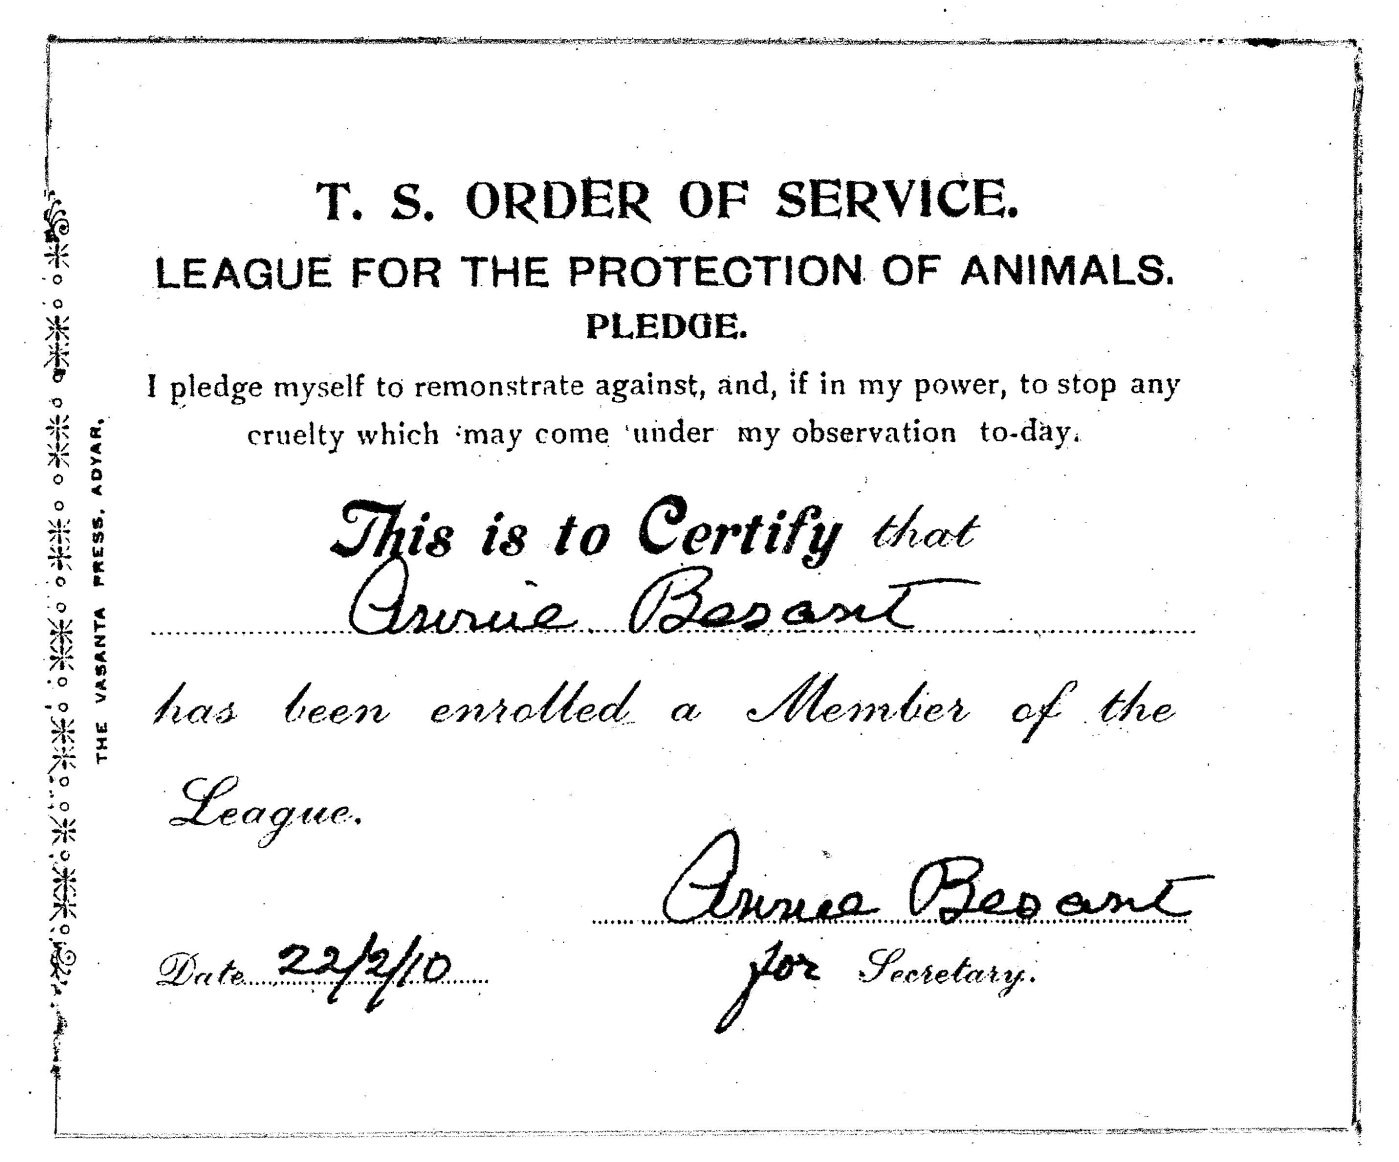 T. S. ORDER OF SERVICE.
LEAGUE FOR THE PROTECTION OF ANIMALS.
PLEDGE.
I pledge myself to remonstrate against, and, if in my power, to stop any
cruelty which may come under my observation to-day.
This is to Certify that
Annie Besant
has been enrolled a Member of the
League.
Annie Besant
Date 22/2/10
for Secretary.
THE VASANTA PRESS, ADYAR,